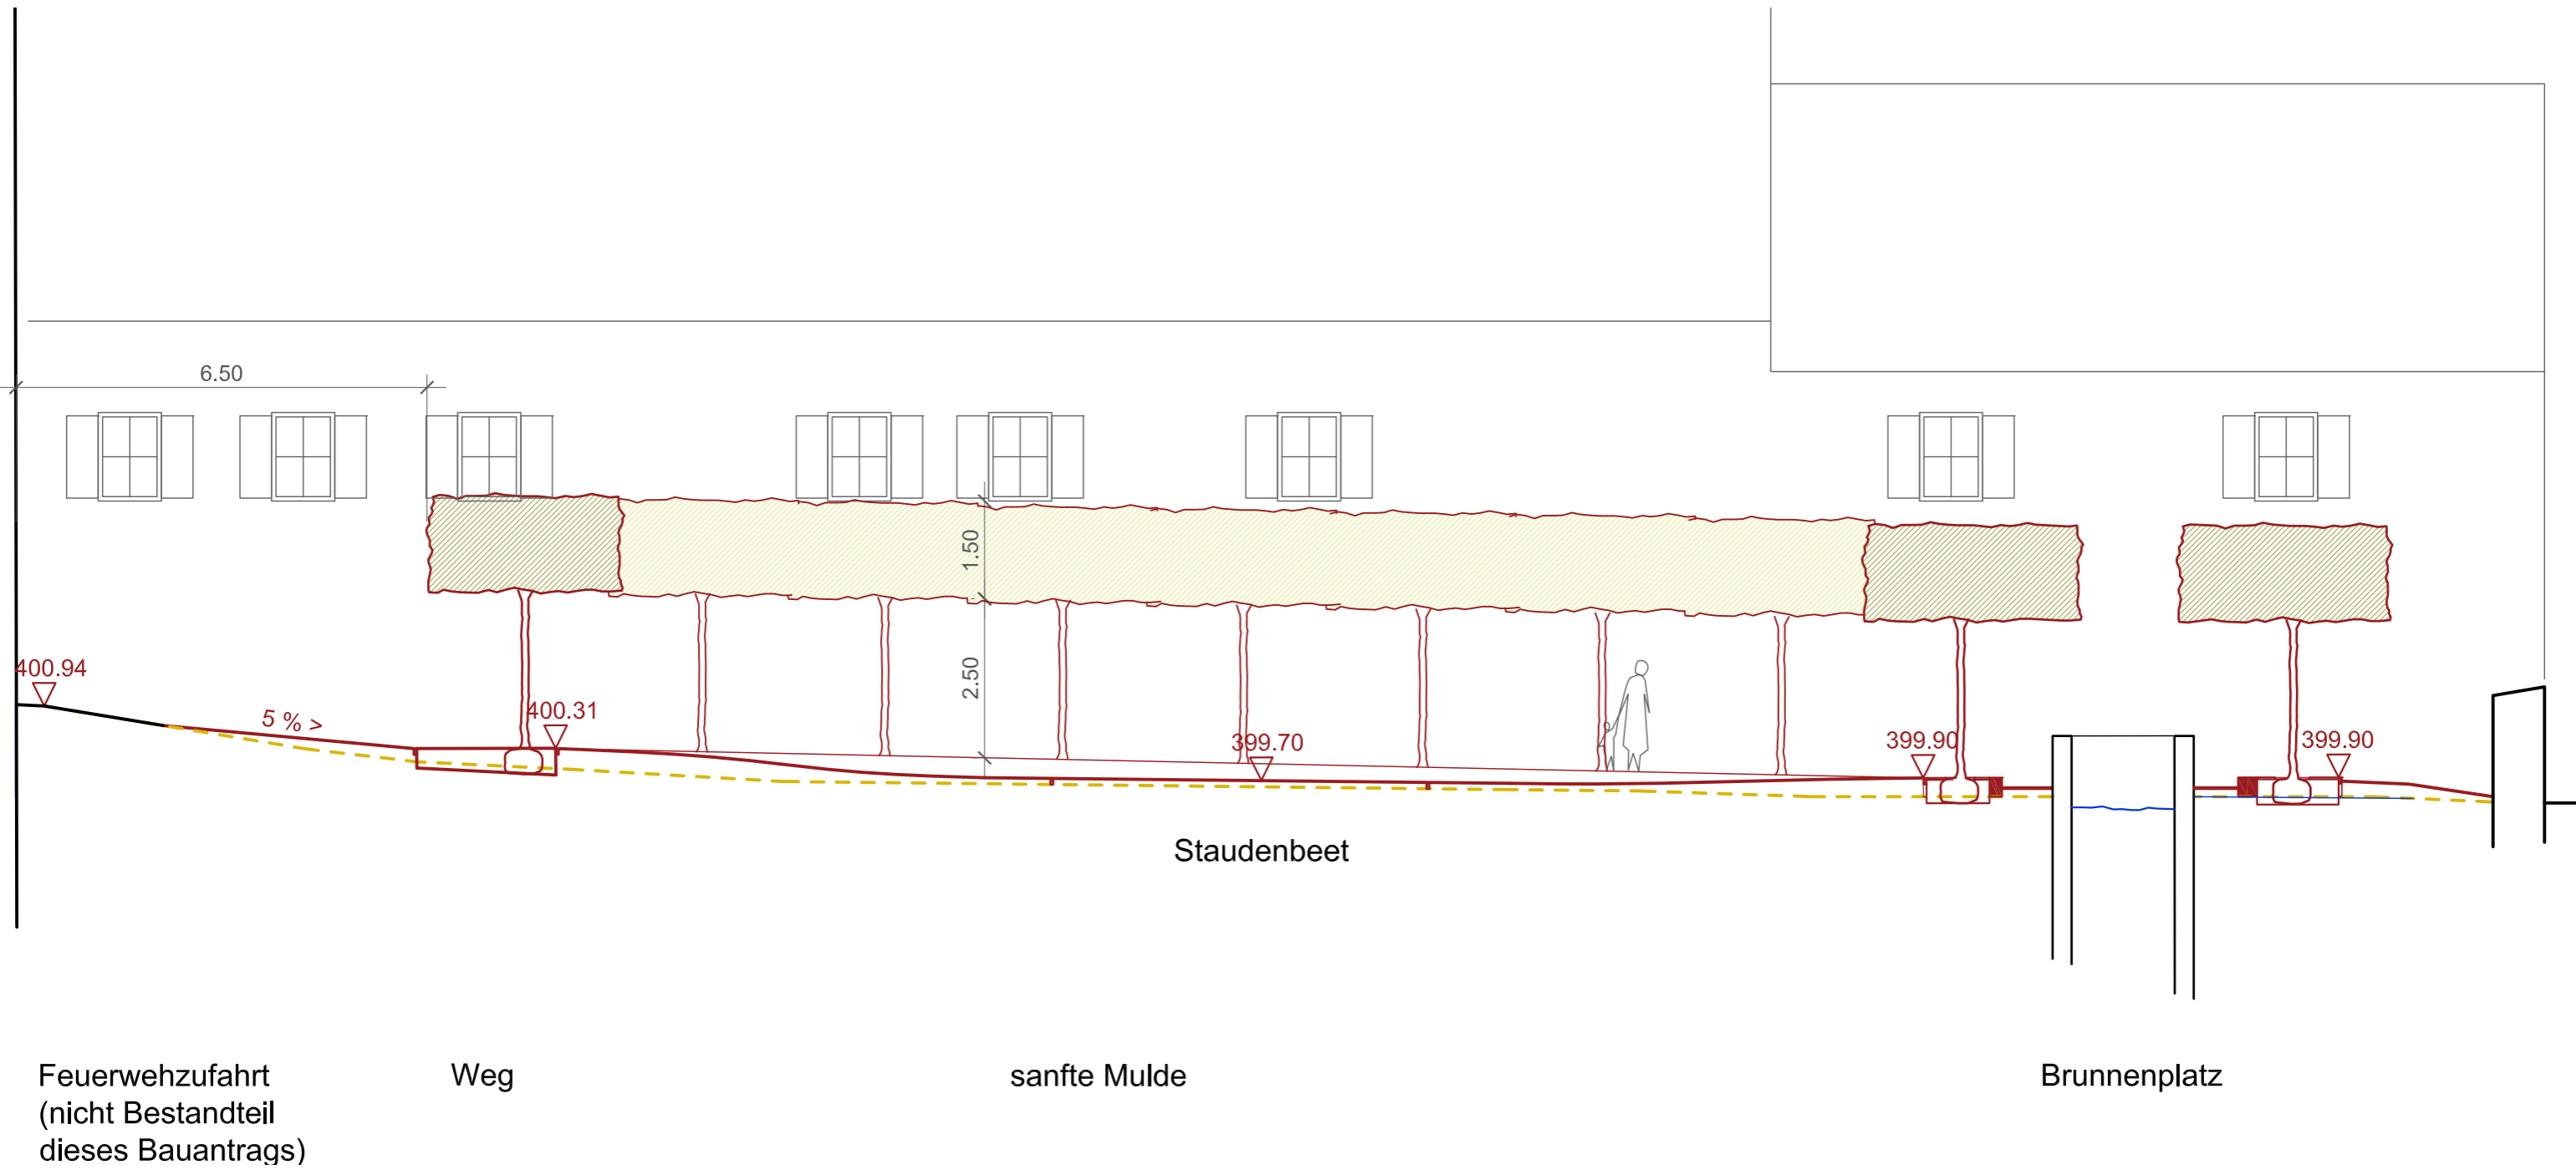 6.50
1.50
2.50
400.94
5 % >
400.31
399.70
399.90
399.90
Staudenbeet
Feuerwehzufahrt
(nicht Bestandteil
dieses Bauantrags)
Weg
sanfte Mulde
Brunnenplatz